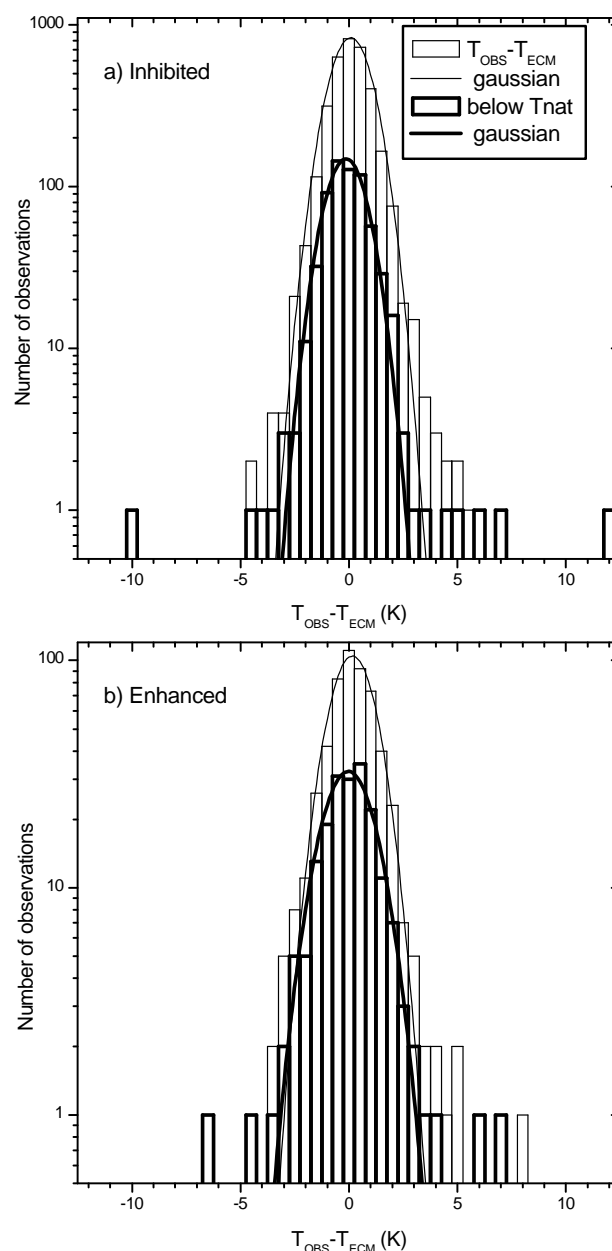 1000
a) Inhibited
T_OBS-T_ECM
gaussian
below Tnat
gaussian
100
10
1
Number of observations
-10 -5 0 5 10
T_OBS-T_ECM (K)
100
b) Enhanced
10
1
Number of observations
-10 -5 0 5 10
T_OBS-T_ECM (K)